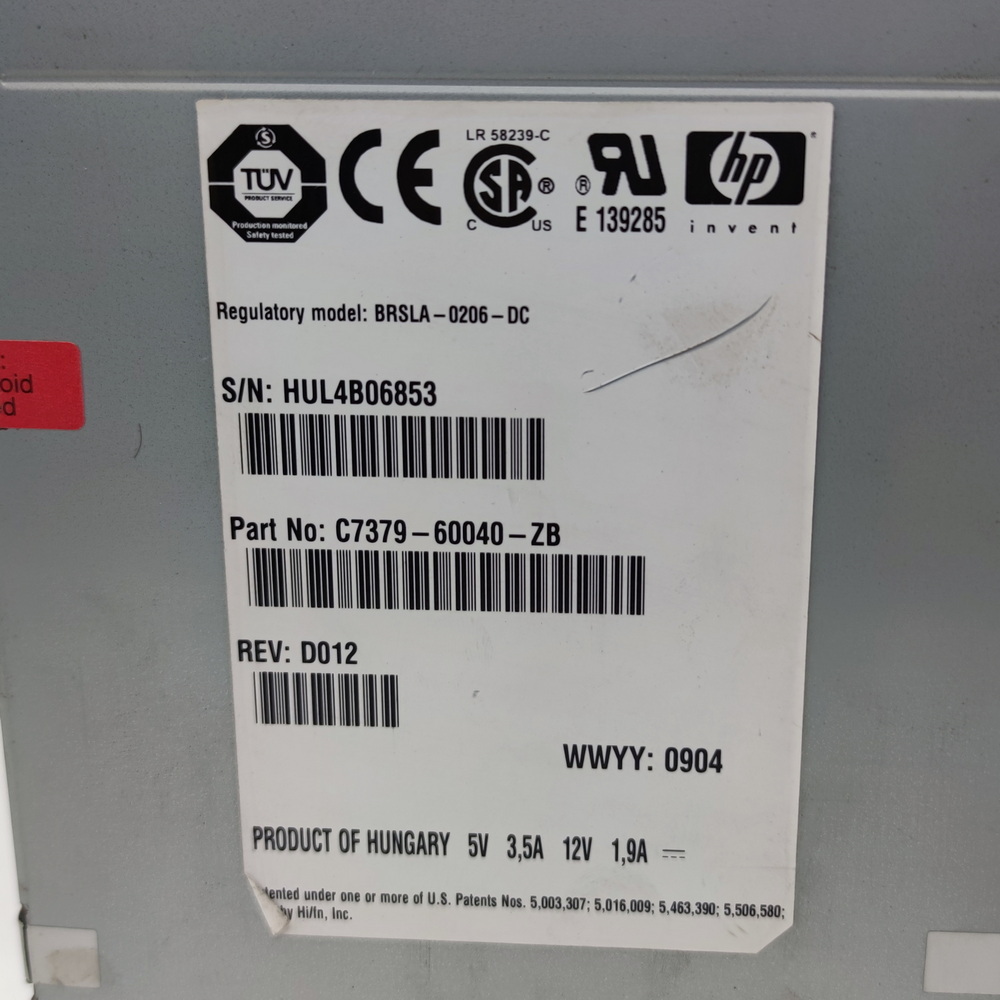 TÜV
PRODUCT SERVICE
Production monitored
Safety tested
CE
LR 58239-C
SA ®
C US
® E 139285
hp
invent
Regulatory model: BRSLA-0206-DC
oid
d
S/N: HUL4B06853
Part No: C7379-60040-ZB
REV: D012
WWYY: 0904
PRODUCT OF HUNGARY 5V 3,5A 12V 1,9A
under one or more of U.S. Patents Nos. 5,003,307; 5,016,009; 5,463,390; 5,506,580;
by Hi/fn, Inc.